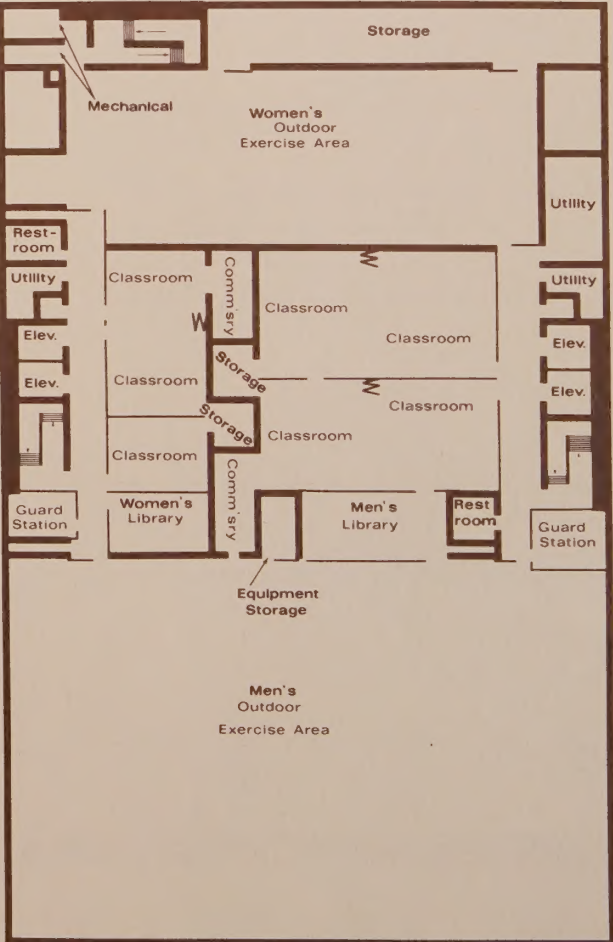 Storage
Mechanical
Women's
Outdoor
Exercise Area
Utility
Rest-
room
Utility
Classroom
Comm'sry
Classroom
Classroom
Utility
Elev.
Elev.
Elev.
Elev.
Classroom
Storage
Classroom
Storage
Classroom
Classroom
Comm'sry
Guard
Station
Women's
Library
Men's
Library
Rest
room
Guard
Station
Equipment
Storage
Men's
Outdoor
Exercise Area